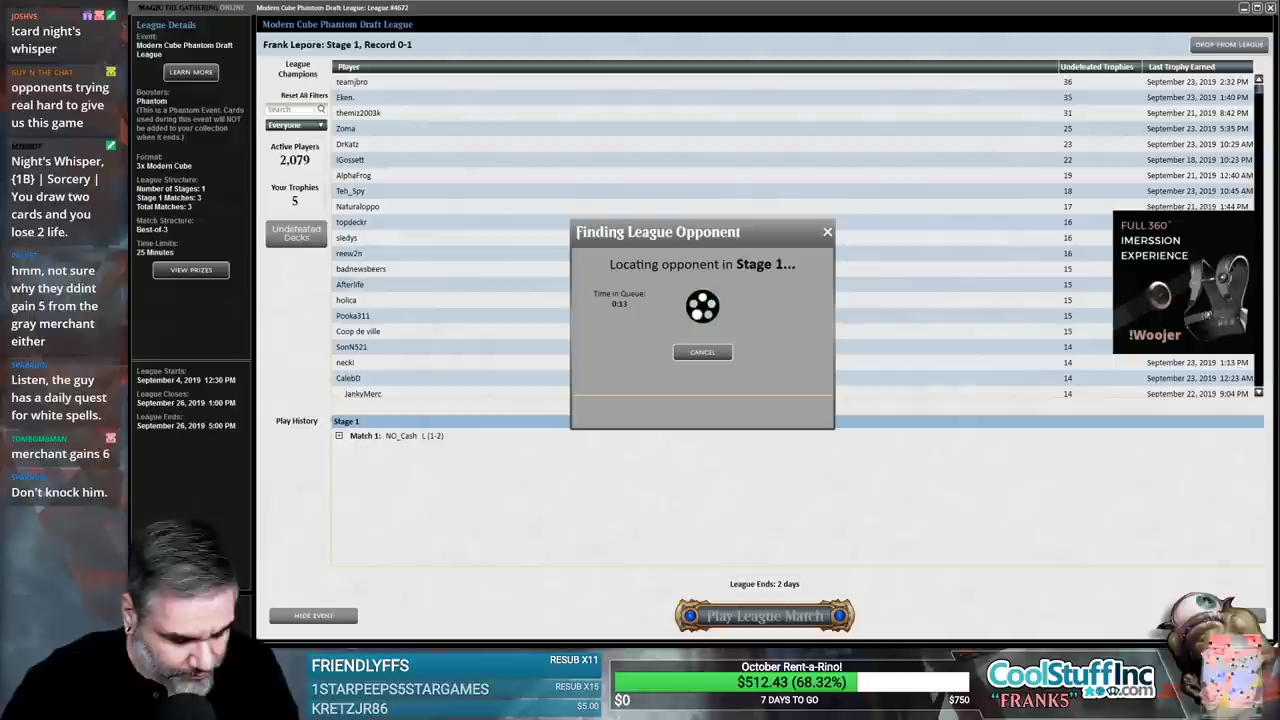 JOSHVS
!card night's
whisper
GUY N THE CHAT
opponents trying
real hard to give
us this game
Night's Whisper,
{1B} | Sorcery |
You draw two
cards and you
lose 2 life.
hmm, not sure
why they ddint
gain 5 from the
gray merchant
either
Listen, the guy
has a daily quest
for white spells.
TOMBOMBMAN
merchant gains 6
Don't knock him.
MAGIC THE GATHERING ONLINE
League Details
Event:
Modern Cube Phantom Draft
League
LEARN MORE
Boosters:
Phantom
(This is a Phantom Event. Cards
used during this event will NOT
be added to your collection
when it ends.)
Format:
3x Modern Cube
League Structure:
Number of Stages: 1
Stage 1 Matches: 3
Total Matches: 3
Match Structure:
Best-of-3
Time Limits:
25 Minutes
VIEW PRIZES
League Starts:
September 4, 2019 12:30 PM
League Closes:
September 26, 2019 1:00 PM
League Ends:
September 26, 2019 5:00 PM
Modern Cube Phantom Draft League: League #4672
Modern Cube Phantom Draft League
Frank Lepore: Stage 1, Record 0-1
DROP FROM LEAGUE
League
Champions
Reset All Filters
Search
Everyone
Active Players
2,079
Your Trophies
5
Undefeated
Decks
Player Undefeated Trophies Last Trophy Earned
teamjbro 36 September 23, 2019 2:32 PM
Eken. 35 September 23, 2019 1:40 PM
themiz2003k 31 September 21, 2019 8:42 PM
Zoma 25 September 23, 2019 5:35 PM
DrKatz 23 September 23, 2019 10:29 AM
IGossett 22 September 18, 2019 10:23 PM
AlphaFrog 19 September 21, 2019 12:40 AM
Teh_Spy 18 September 23, 2019 10:45 AM
Naturaloppo 17 September 21, 2019 1:44 PM
topdeckr 16
sledys 16
reew2n 16
badnewsbeers 15
Afterlife 15
holica 15
Pooka311 15
Coop de ville 15
SonN521 14
necki 14 September 23, 2019 1:13 PM
CalebD 14 September 23, 2019 12:23 AM
JankyMerc 14 September 22, 2019 9:04 PM
Finding League Opponent
Locating opponent in Stage 1...
Time in Queue:
0:13
CANCEL
FULL 360°
IMERSSION
EXPERIENCE
!Woojer
Play History
Stage 1
Match 1: NO_Cash L (1-2)
League Ends: 2 days
HIDE EVENT
Play League Match
FRIENDLYFFS RESUB X11
1STARPEEPS5STARGAMES RESUB X15
KRETZJR86 $5.00
October Rent-a-Rino!
$512.43 (68.32%)
$0 7 DAYS TO GO $750
CoolStuffInc
.com
"FRANK5"